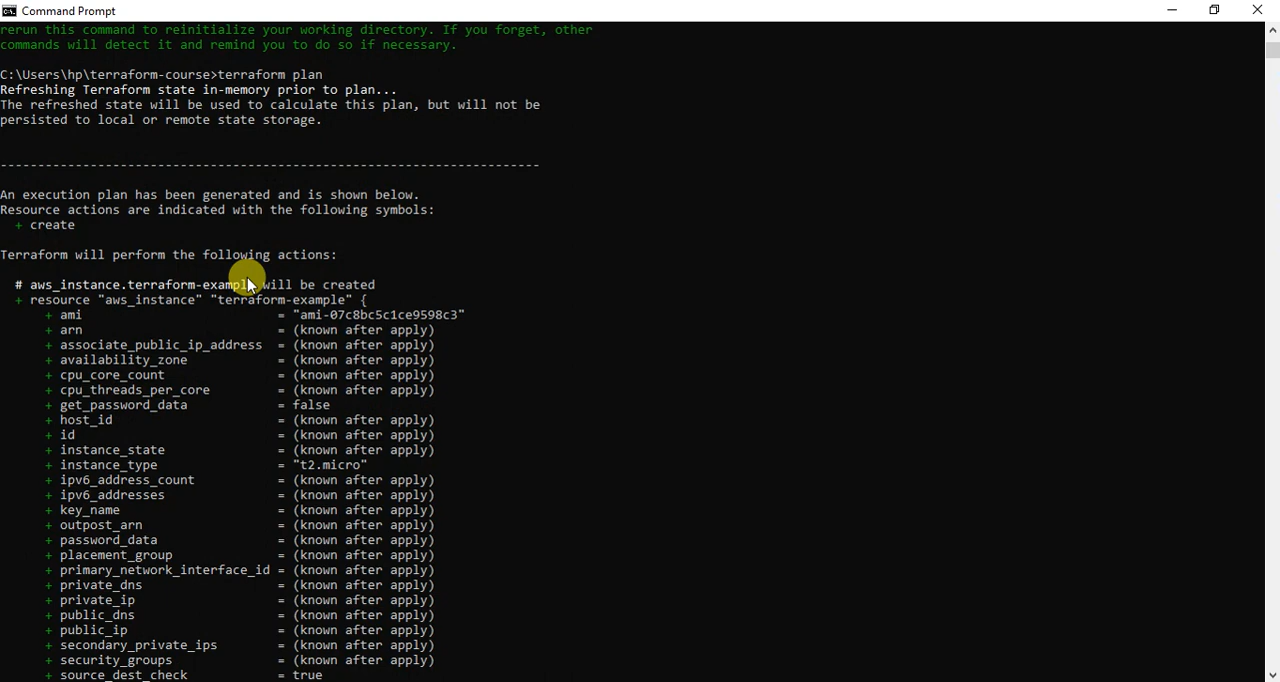 Command Prompt
rerun this command to reinitialize your working directory. If you forget, other
commands will detect it and remind you to do so if necessary.
C:\Users\hp\terraform-course>terraform plan
Refreshing Terraform state in-memory prior to plan...
The refreshed state will be used to calculate this plan, but will not be
persisted to local or remote state storage.
------------------------------------------------------------------------
An execution plan has been generated and is shown below.
Resource actions are indicated with the following symbols:
  + create
Terraform will perform the following actions:
  # aws_instance.terraform-example will be created
  + resource "aws_instance" "terraform-example" {
      + ami                          = "ami-07c8bc5c1ce9598c3"
      + arn                          = (known after apply)
      + associate_public_ip_address  = (known after apply)
      + availability_zone            = (known after apply)
      + cpu_core_count               = (known after apply)
      + cpu_threads_per_core         = (known after apply)
      + get_password_data            = false
      + host_id                      = (known after apply)
      + id                           = (known after apply)
      + instance_state               = (known after apply)
      + instance_type                = "t2.micro"
      + ipv6_address_count           = (known after apply)
      + ipv6_addresses               = (known after apply)
      + key_name                     = (known after apply)
      + outpost_arn                  = (known after apply)
      + password_data                = (known after apply)
      + placement_group              = (known after apply)
      + primary_network_interface_id = (known after apply)
      + private_dns                  = (known after apply)
      + private_ip                   = (known after apply)
      + public_dns                   = (known after apply)
      + public_ip                    = (known after apply)
      + secondary_private_ips        = (known after apply)
      + security_groups              = (known after apply)
      + source_dest_check            = true